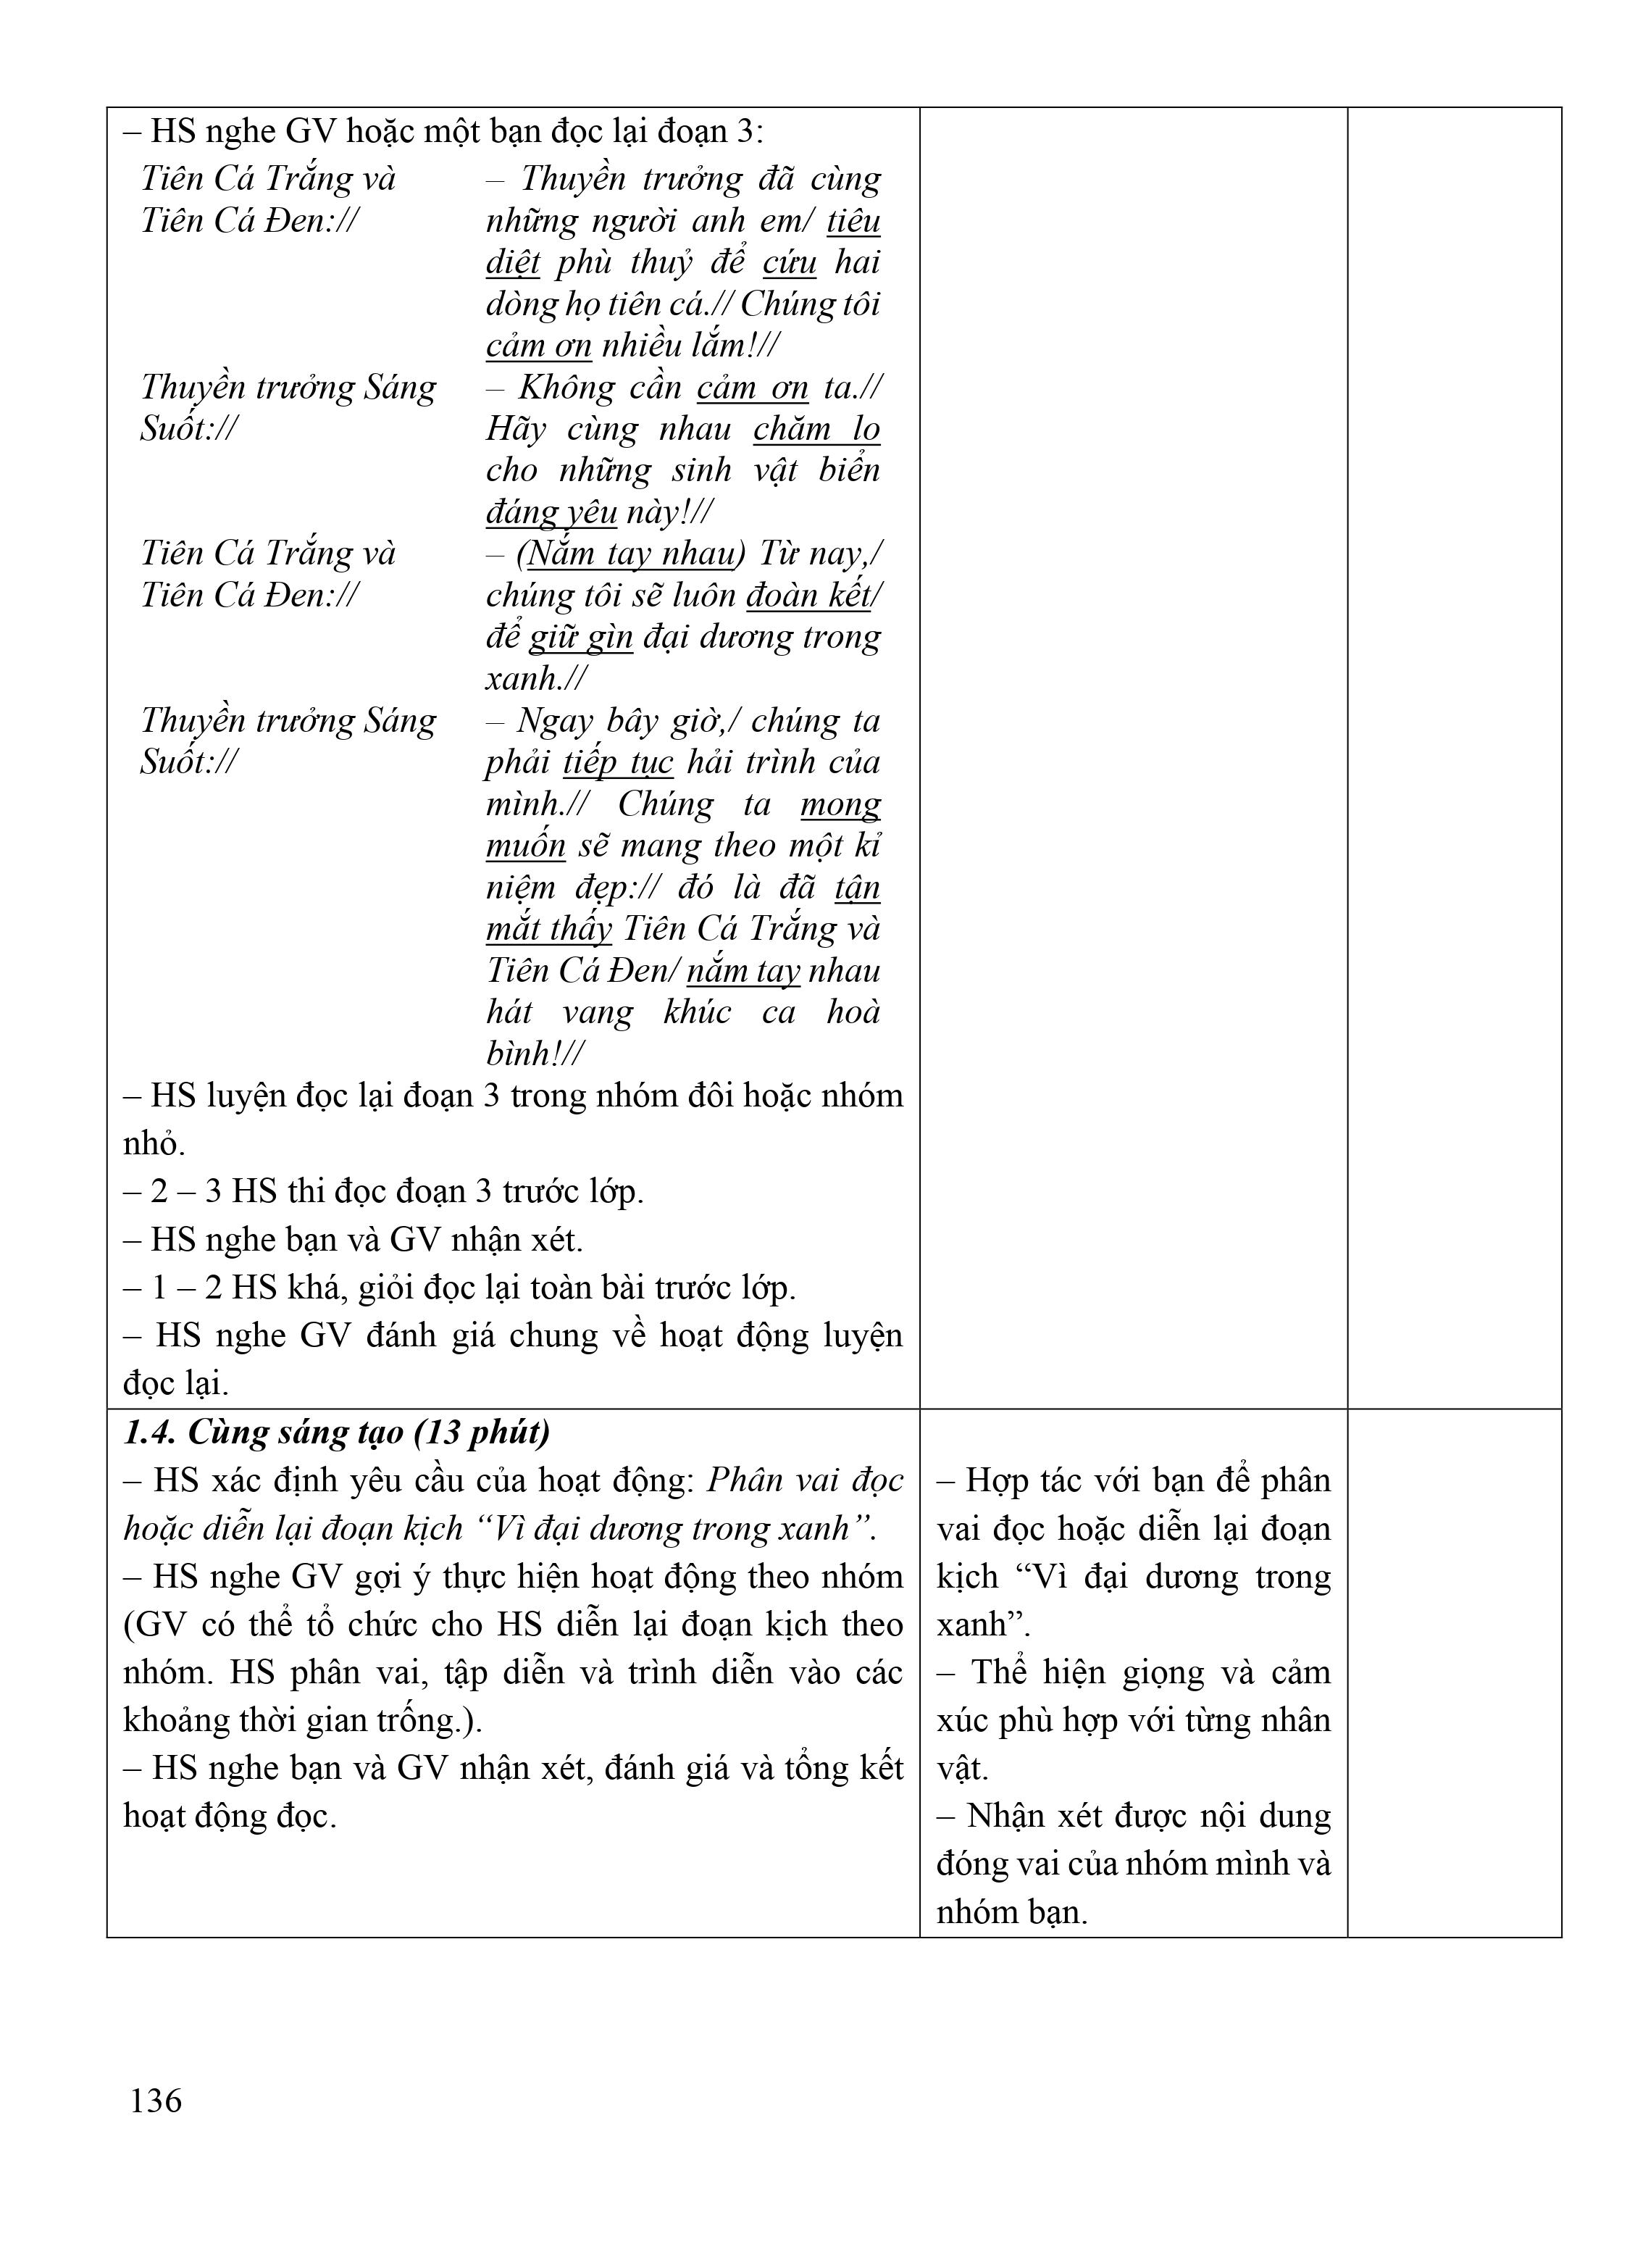 – HS nghe GV hoặc một bạn đọc lại đoạn 3:
Tiên Cá Trắng và
Tiên Cá Đen://
– Thuyền trưởng đã cùng
những người anh em/ tiêu
diệt phù thuỷ để cứu hai
dòng họ tiên cá.// Chúng tôi
cảm ơn nhiều lắm!//
Thuyền trưởng Sáng
Suốt://
– Không cần cảm ơn ta.//
Hãy cùng nhau chăm lo
cho những sinh vật biển
đáng yêu này!//
Tiên Cá Trắng và
Tiên Cá Đen://
– (Nắm tay nhau) Từ nay,/
chúng tôi sẽ luôn đoàn kết/
để giữ gìn đại dương trong
xanh.//
Thuyền trưởng Sáng
Suốt://
– Ngay bây giờ,/ chúng ta
phải tiếp tục hải trình của
mình.// Chúng ta mong
muốn sẽ mang theo một kỉ
niệm đẹp:// đó là đã tận
mắt thấy Tiên Cá Trắng và
Tiên Cá Đen/ nắm tay nhau
hát vang khúc ca hoà
bình!//
– HS luyện đọc lại đoạn 3 trong nhóm đôi hoặc nhóm
nhỏ.
– 2 – 3 HS thi đọc đoạn 3 trước lớp.
– HS nghe bạn và GV nhận xét.
– 1 – 2 HS khá, giỏi đọc lại toàn bài trước lớp.
– HS nghe GV đánh giá chung về hoạt động luyện
đọc lại.
1.4. Cùng sáng tạo (13 phút)
– HS xác định yêu cầu của hoạt động: Phân vai đọc
hoặc diễn lại đoạn kịch “Vì đại dương trong xanh”.
– HS nghe GV gợi ý thực hiện hoạt động theo nhóm
(GV có thể tổ chức cho HS diễn lại đoạn kịch theo
nhóm. HS phân vai, tập diễn và trình diễn vào các
khoảng thời gian trống.).
– HS nghe bạn và GV nhận xét, đánh giá và tổng kết
hoạt động đọc.
– Hợp tác với bạn để phân
vai đọc hoặc diễn lại đoạn
kịch “Vì đại dương trong
xanh”.
– Thể hiện giọng và cảm
xúc phù hợp với từng nhân
vật.
– Nhận xét được nội dung
đóng vai của nhóm mình và
nhóm bạn.
136